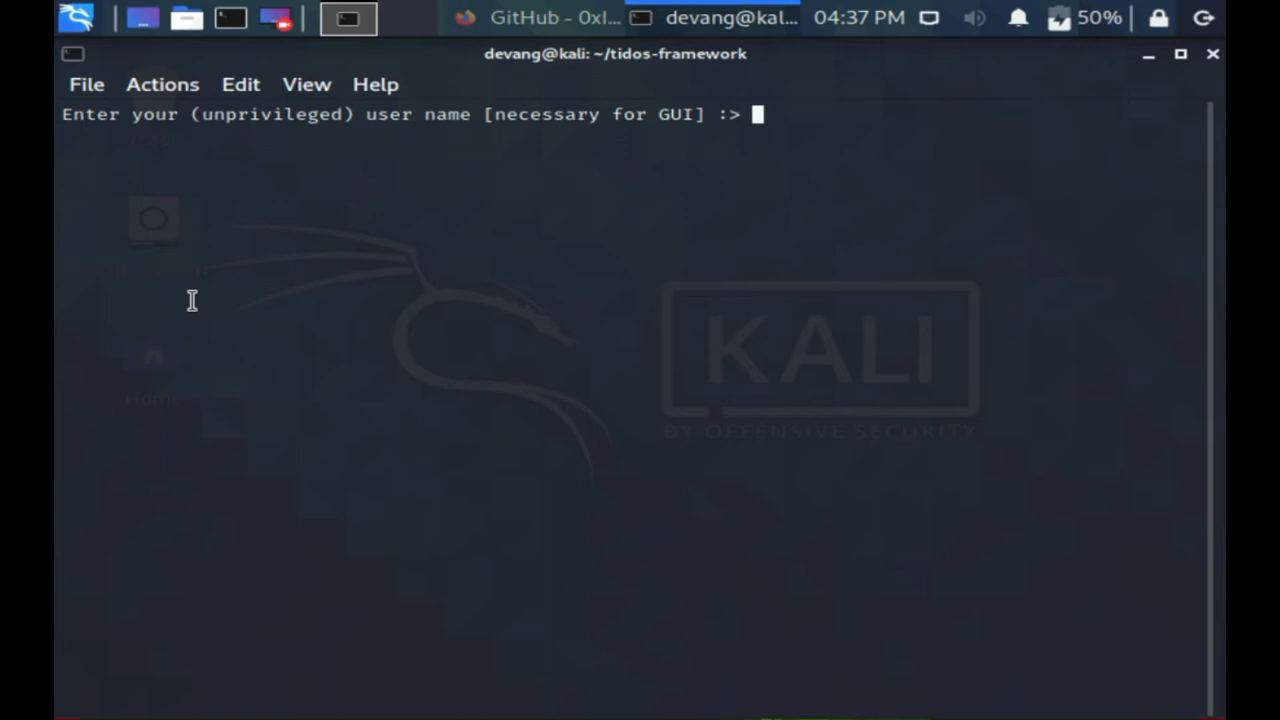 GitHub - 0xI... devang@kal... 04:37 PM 50%
devang@kali: ~/tidos-framework
File Actions Edit View Help
Enter your (unprivileged) user name [necessary for GUI] :>
Home
KALI
BY OFFENSIVE SECURITY